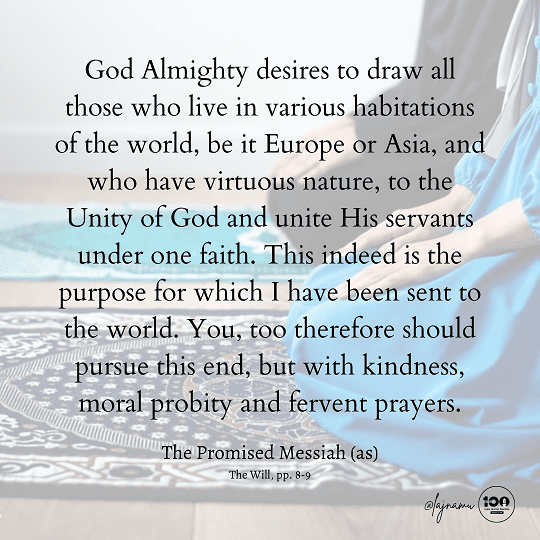 God Almighty desires to draw all
those who live in various habitations
of the world, be it Europe or Asia, and
who have virtuous nature, to the
Unity of God and unite His servants
under one faith. This indeed is the
purpose for which I have been sent to
the world. You, too therefore should
pursue this end, but with kindness,
moral probity and fervent prayers.
The Promised Messiah (as)
The Will, pp. 8-9
@lajnamw
100